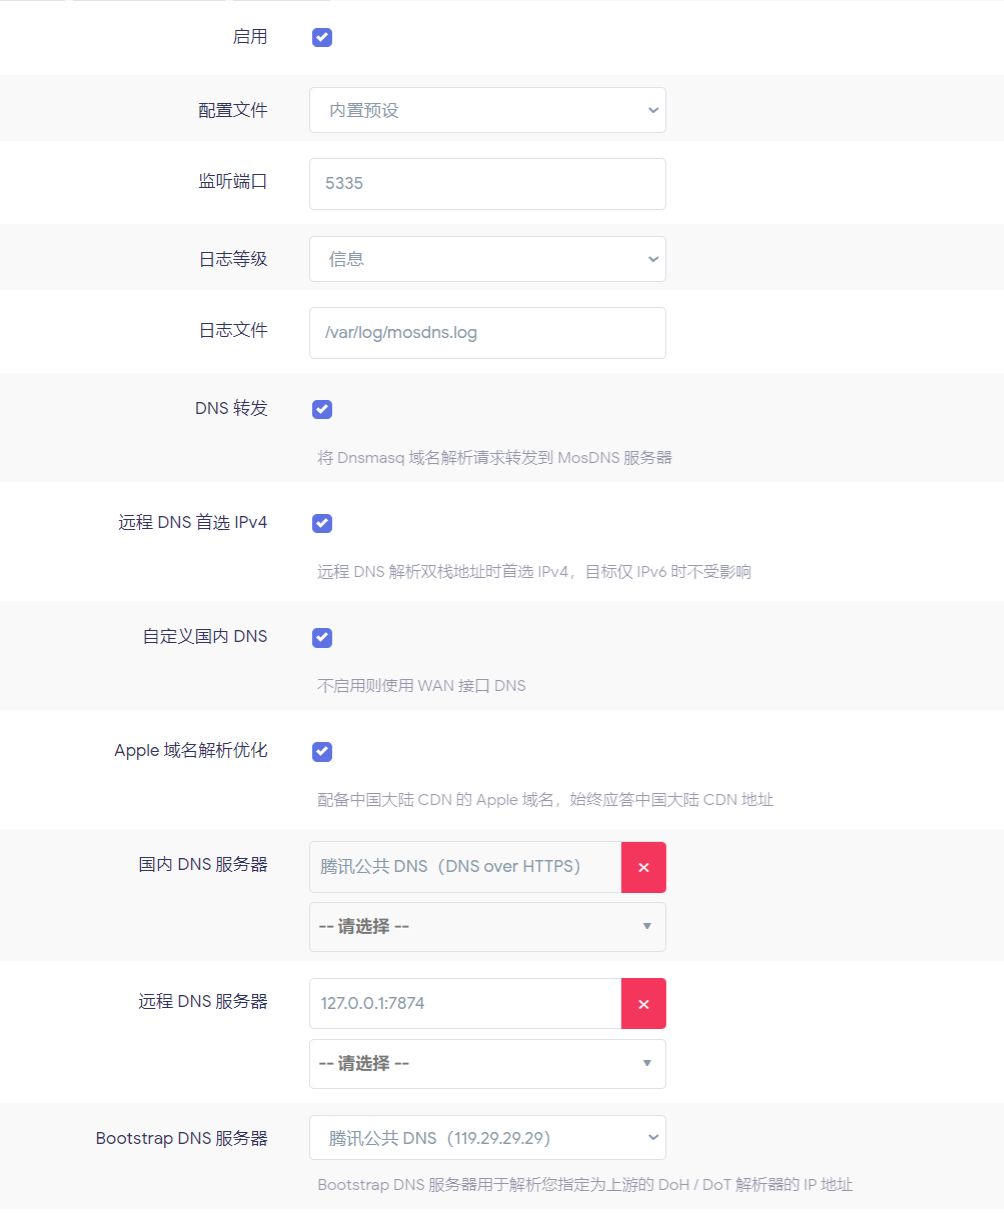 启用
配置文件
内置预设
监听端口
5335
日志等级
信息
日志文件
/var/log/mosdns.log
DNS 转发
将 Dnsmasq 域名解析请求转发到 MosDNS 服务器
远程 DNS 首选 IPv4
远程 DNS 解析双栈地址时首选 IPv4，目标仅 IPv6 时不受影响
自定义国内 DNS
不启用则使用 WAN 接口 DNS
Apple 域名解析优化
配备中国大陆 CDN 的 Apple 域名，始终应答中国大陆 CDN 地址
国内 DNS 服务器
腾讯公共 DNS（DNS over HTTPS）
-- 请选择 --
远程 DNS 服务器
127.0.0.1:7874
-- 请选择 --
Bootstrap DNS 服务器
腾讯公共 DNS（119.29.29.29）
Bootstrap DNS 服务器用于解析您指定为上游的 DoH / DoT 解析器的 IP 地址